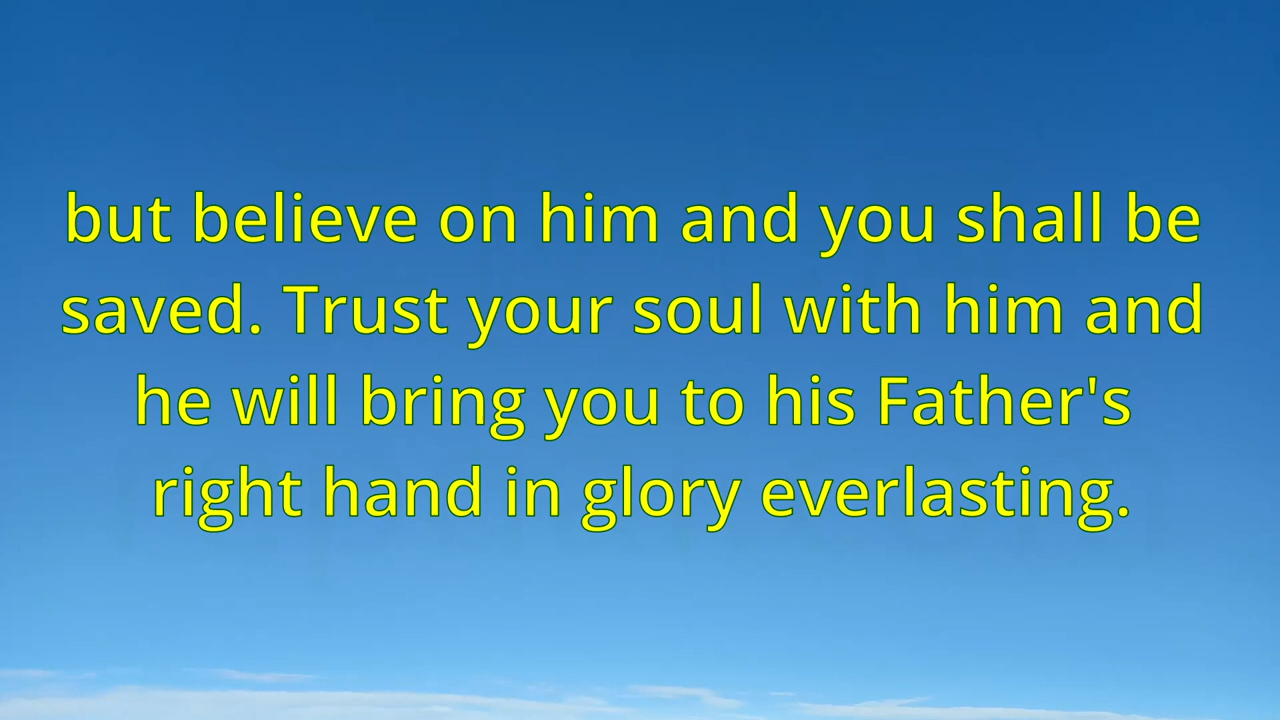 but believe on him and you shall be
saved. Trust your soul with him and
he will bring you to his Father's
right hand in glory everlasting.